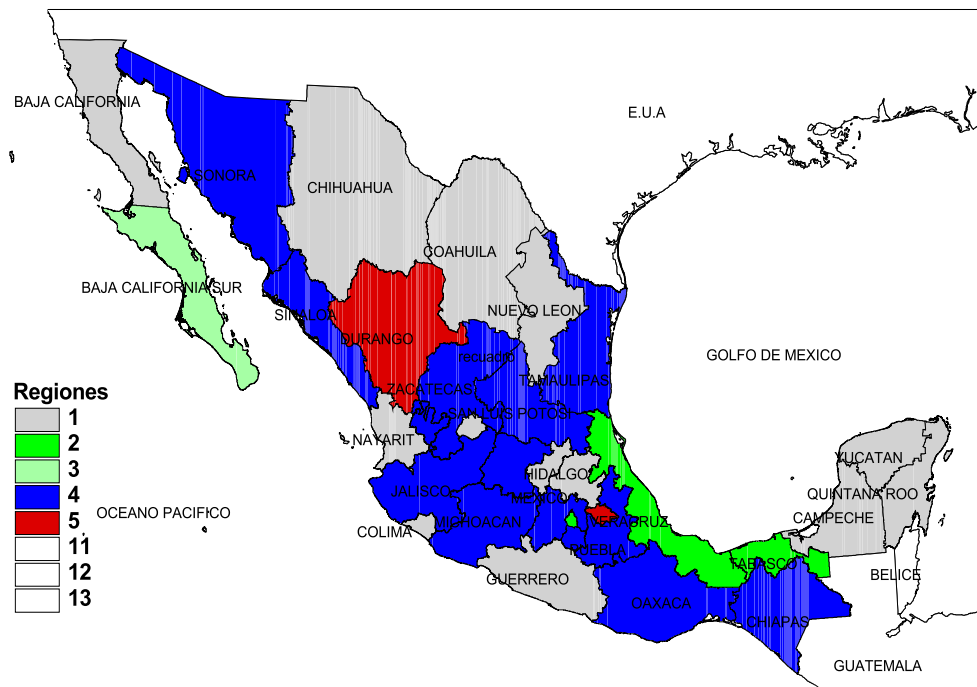 E.U.A
BAJA CALIFORNIA
SONORA
CHIHUAHUA
COAHUILA
BAJA CALIFORNIA SUR
SINALOA
NUEVO LEON
DURANGO
recuadro
GOLFO DE MEXICO
ZACATECAS
TAMAULIPAS
SAN LUIS POTOSI
NAYARIT
YUCATAN
HIDALGO
JALISCO
MEXICO
QUINTANA ROO
CAMPECHE
COLIMA
MICHOACAN
VERACRUZ
PUEBLA
TABASCO
GUERRERO
BELICE
OAXACA
CHIAPAS
GUATEMALA
OCEANO PACIFICO
Regiones
1
2
3
4
5
11
12
13